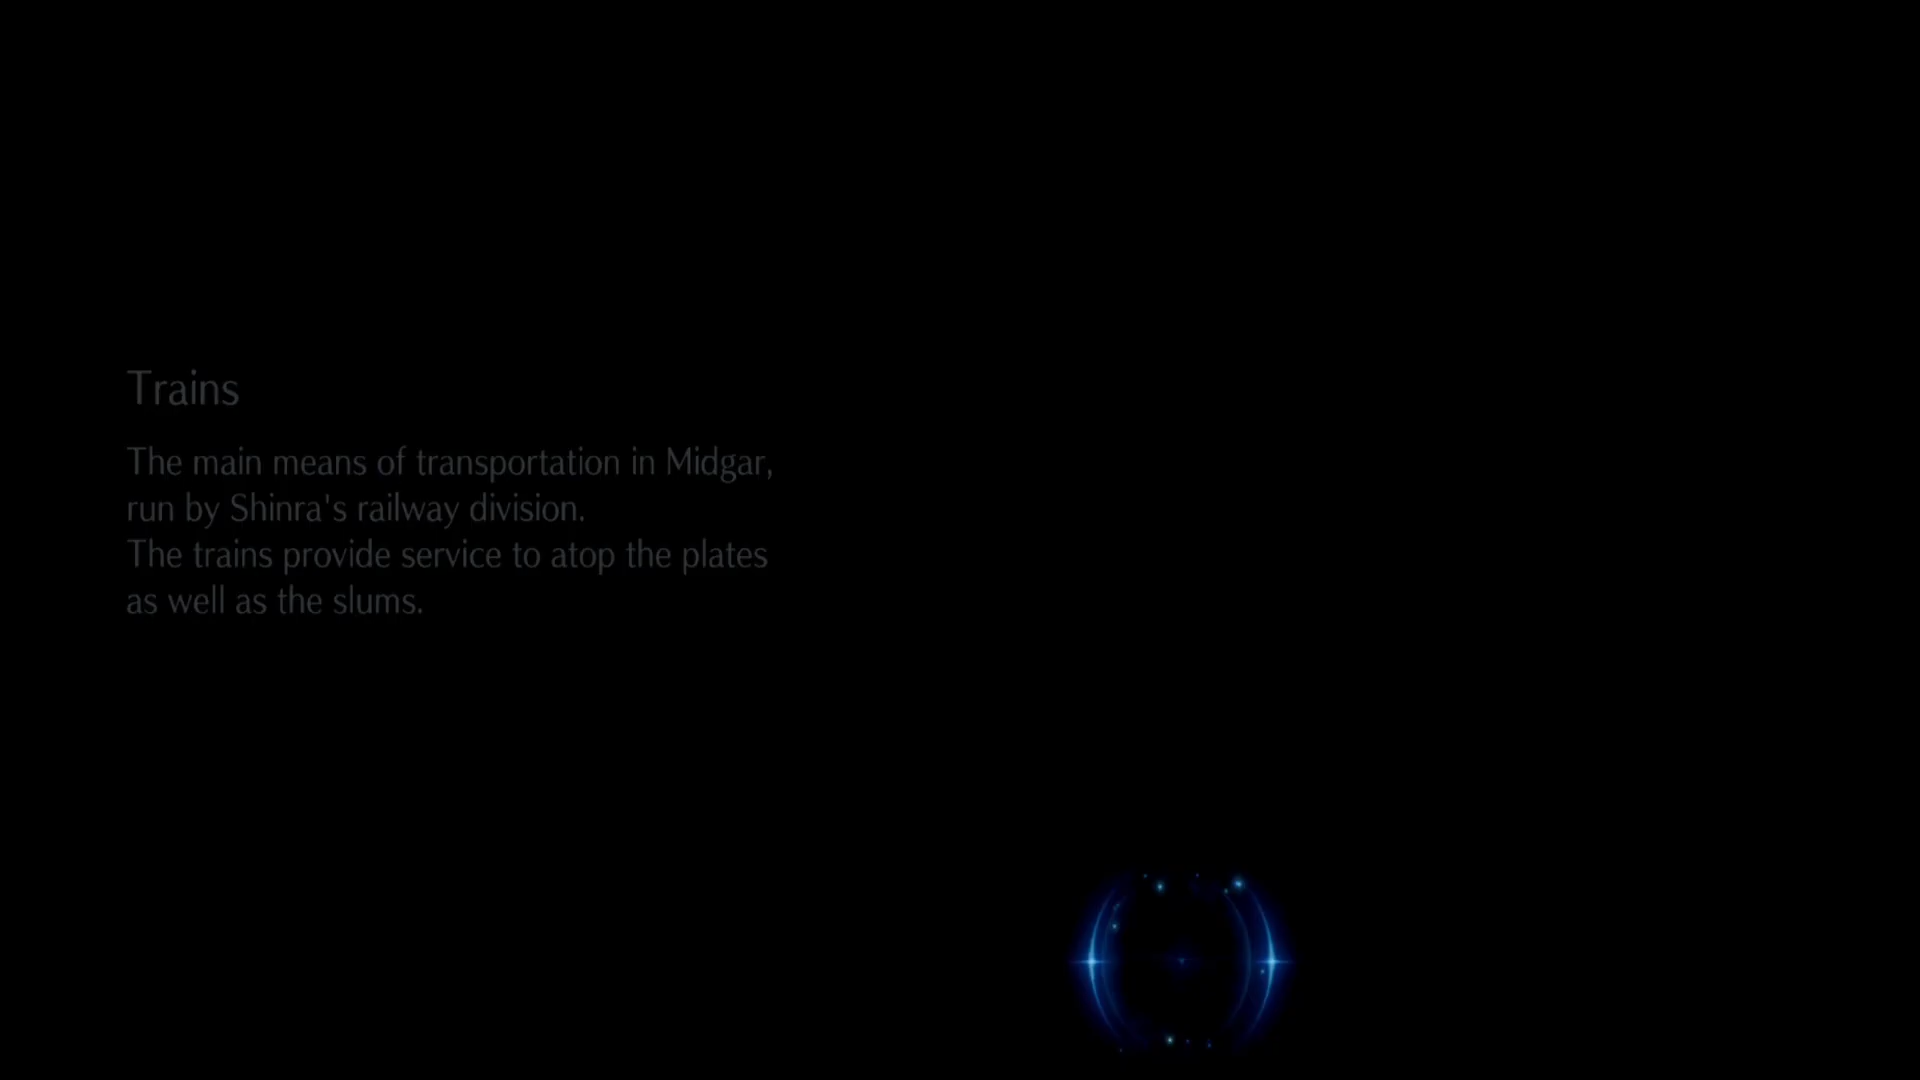 Trains
The main means of transportation in Midgar,
run by Shinra's railway division.
The trains provide service to atop the plates
as well as the slums.